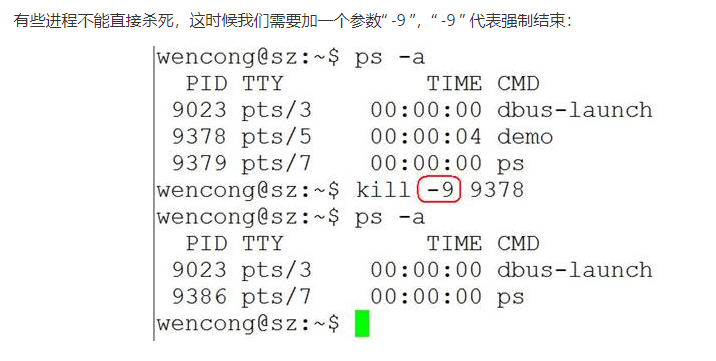 有些进程不能直接杀死，这时候我们需要加一个参数“ -9 ”，“ -9 ” 代表强制结束：
wencong@sz:~$ ps -a
  PID TTY          TIME CMD
 9023 pts/3    00:00:00 dbus-launch
 9378 pts/5    00:00:04 demo
 9379 pts/7    00:00:00 ps
wencong@sz:~$ kill -9 9378
wencong@sz:~$ ps -a
  PID TTY          TIME CMD
 9023 pts/3    00:00:00 dbus-launch
 9386 pts/7    00:00:00 ps
wencong@sz:~$